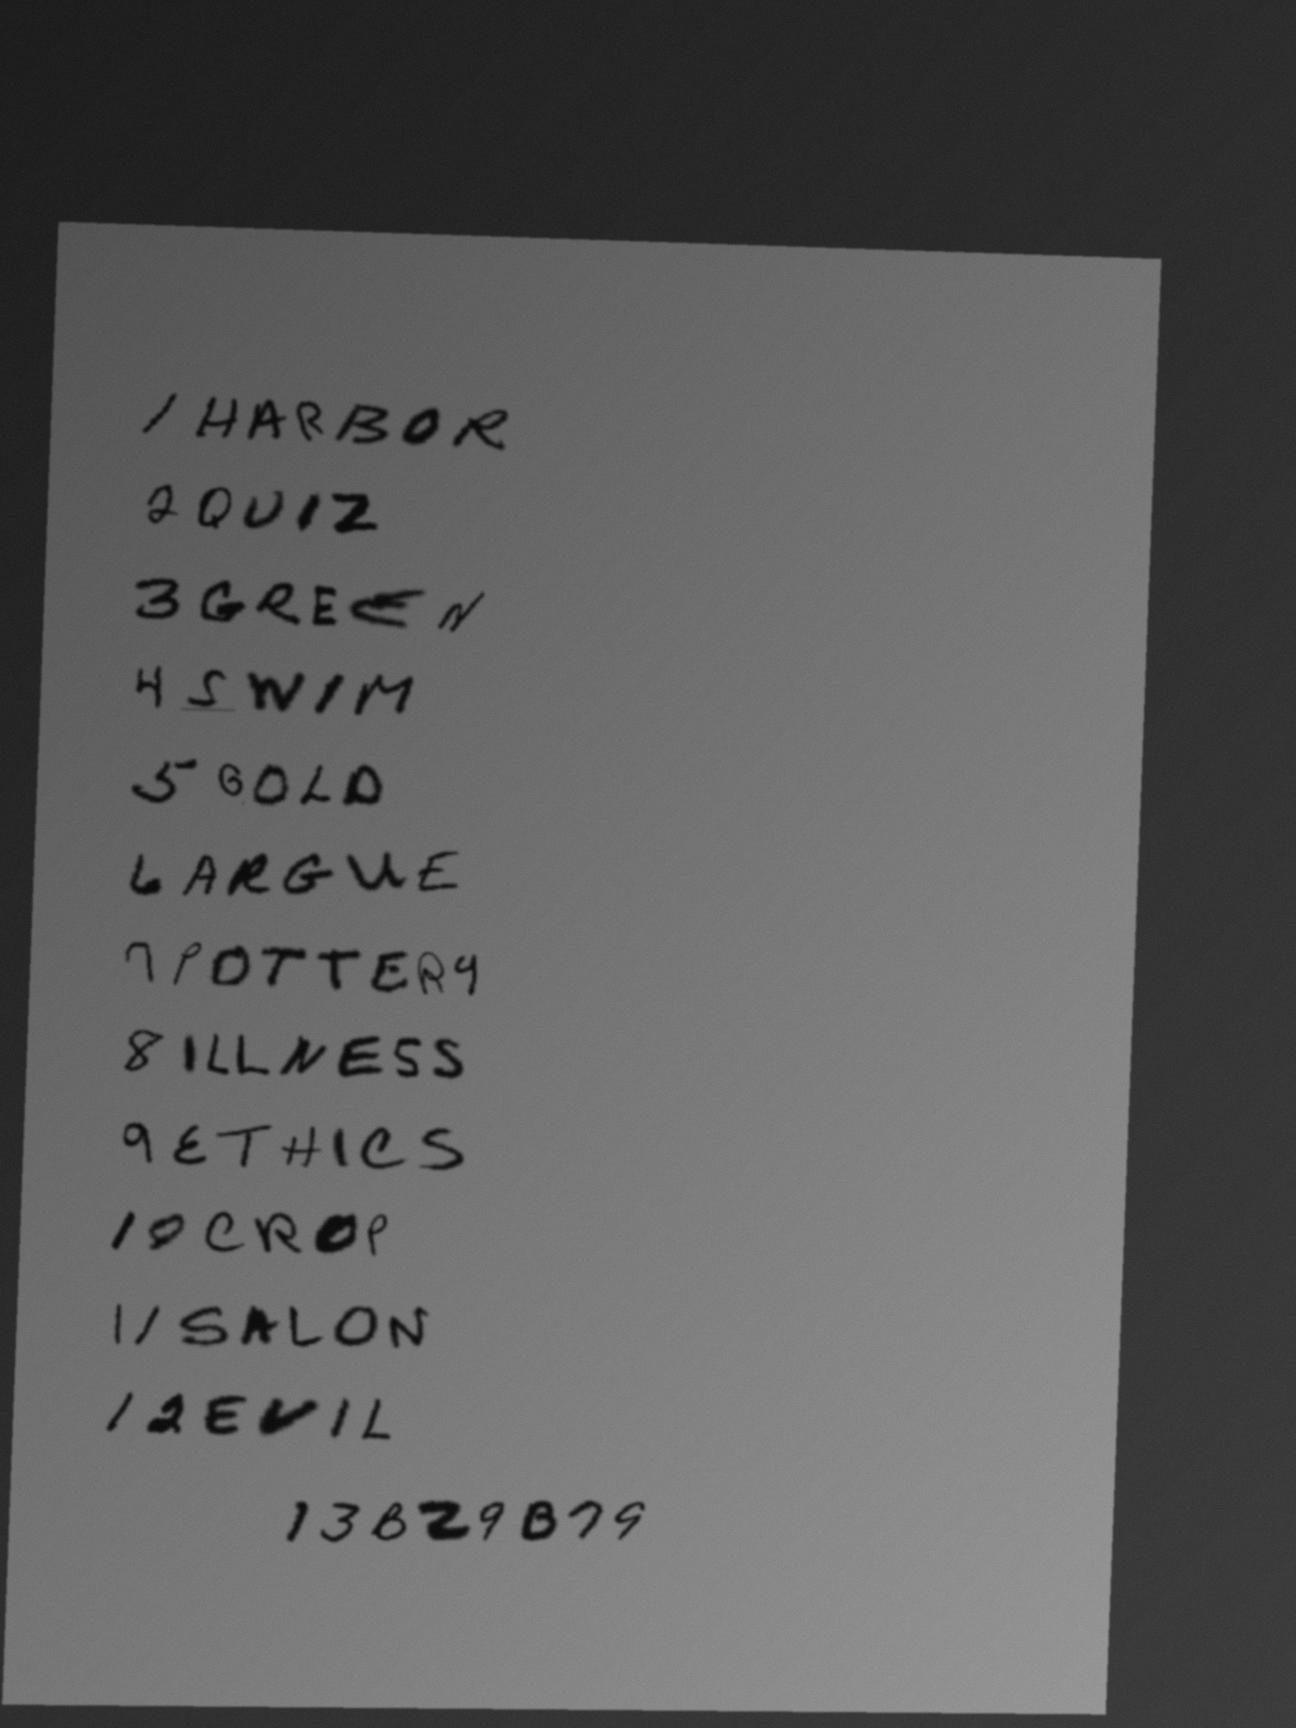 1 HARBOR
2 QUIZ
3 GREEN
4 SWIM
5 GOLD
6 ARGUE
7 POTTERY
8 ILLNESS
9 ETHICS
10 CROP
11 SALON
12 EVIL